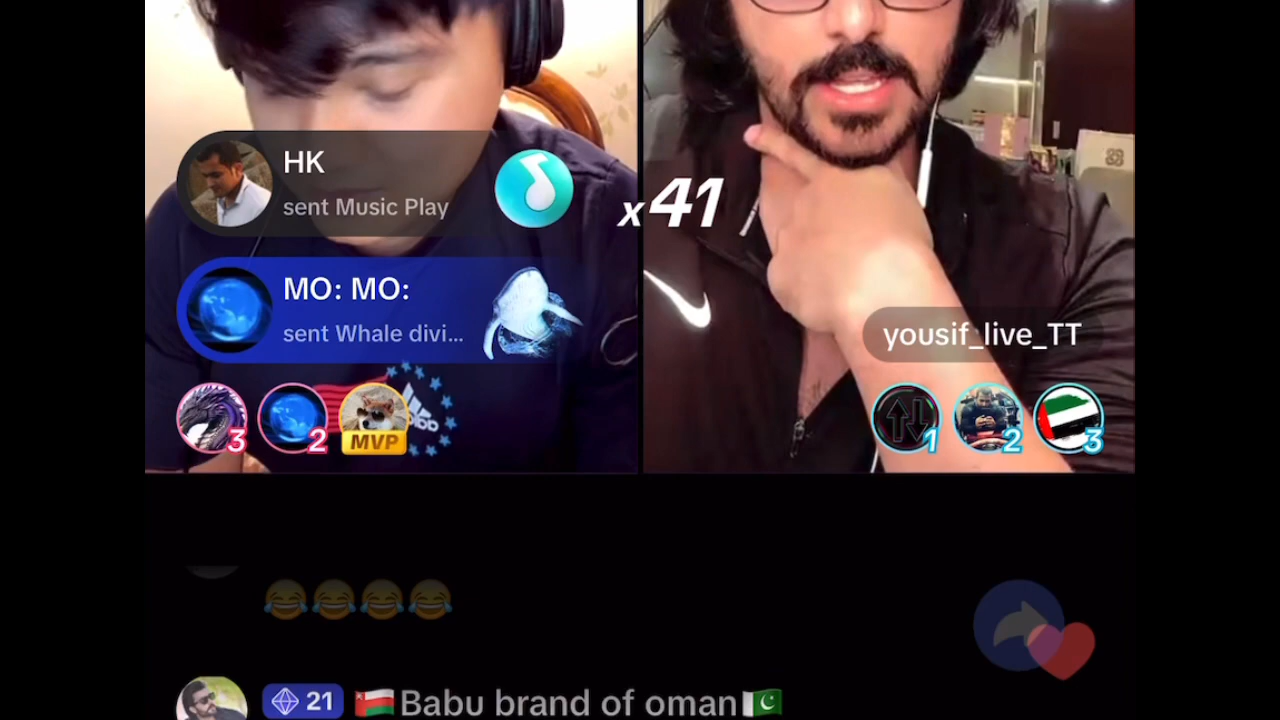 HK
sent Music Play
x41
MO: MO:
sent Whale divi...
yousif_live_TT
3
2
MVP
1
2
3
😂😂😂😂
21 🇴🇲Babu brand of oman🇵🇰